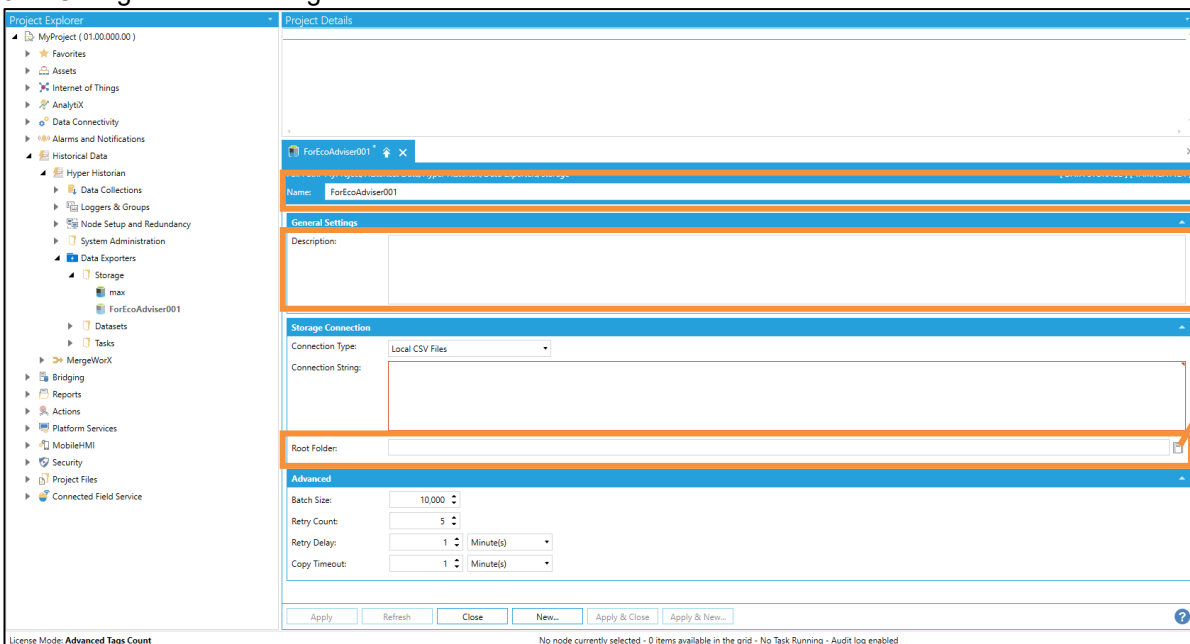 Project Explorer
MyProject ( 01.00.000.00 )
Favorites
Assets
Internet of Things
AnalytiX
Data Connectivity
Alarms and Notifications
Historical Data
Hyper Historian
Data Collections
Loggers & Groups
Node Setup and Redundancy
System Administration
Data Exporters
Storage
max
ForEcoAdviser001
Datasets
Tasks
MergeWorX
Bridging
Reports
Actions
Platform Services
MobileHMI
Security
Project Files
Connected Field Service
Project Details
ForEcoAdviser001*
Name: ForEcoAdviser001
General Settings
Description:
Storage Connection
Connection Type: Local CSV Files
Connection String:
Root Folder:
Advanced
Batch Size: 10,000
Retry Count: 5
Retry Delay: 1 Minute(s)
Copy Timeout: 1 Minute(s)
Apply Refresh Close New... Apply & Close Apply & New...
License Mode: Advanced Tags Count No node currently selected - 0 items available in the grid - No Task Running - Audit log enabled